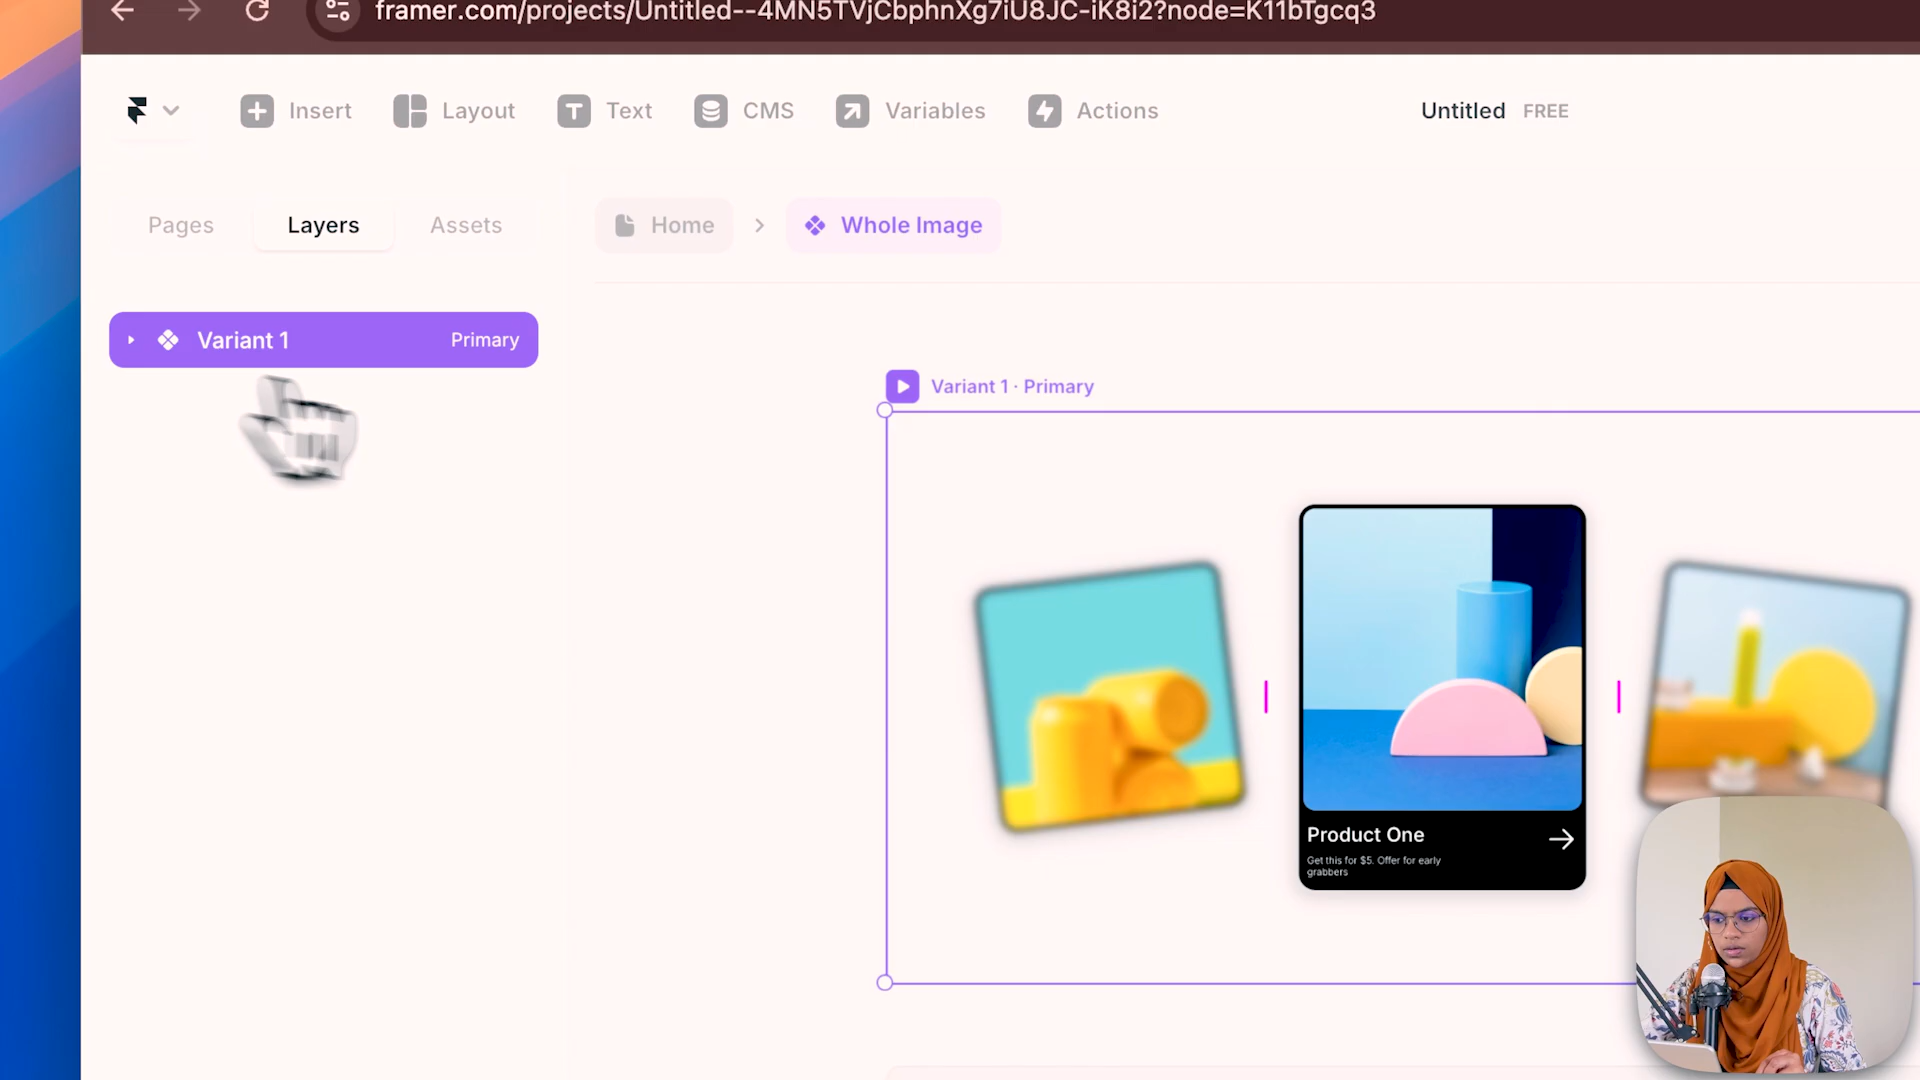 framer.com/projects/Untitled--4MN5TVjCbphnXg7iU8JC-iK8i2?node=K11bTgcq3
Insert
Layout
Text
CMS
Variables
Actions
Untitled FREE
Pages
Layers
Assets
Home
Whole Image
Variant 1
Primary
Variant 1 · Primary
Product One
Get this for $5. Offer for early
grabbers